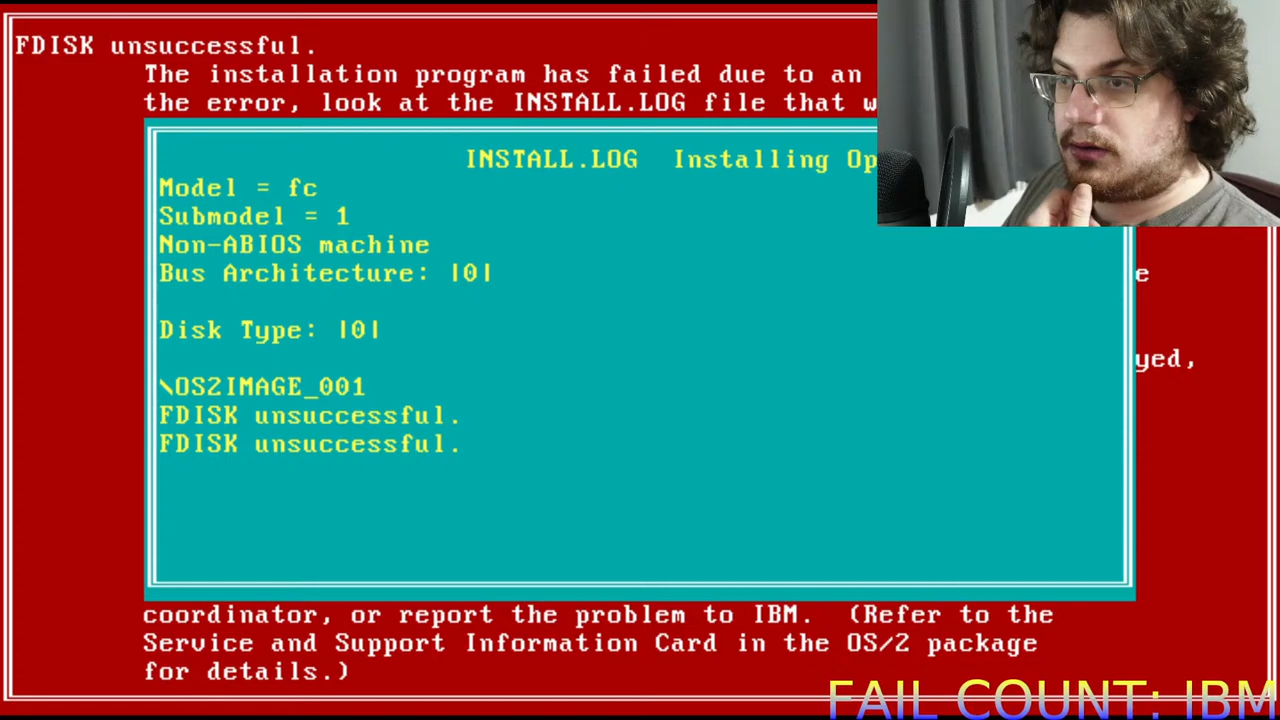 FDISK unsuccessful.
The installation program has failed due to an
the error, look at the INSTALL.LOG file that w
INSTALL.LOG Installing Op
Model = fc
Submodel = 1
Non-ABIOS machine
Bus Architecture: |0|
e
Disk Type: |0|
yed,
\OS2IMAGE_001
FDISK unsuccessful.
FDISK unsuccessful.
coordinator, or report the problem to IBM. (Refer to the
Service and Support Information Card in the OS/2 package
for details.)
FAIL COUNT: IBM